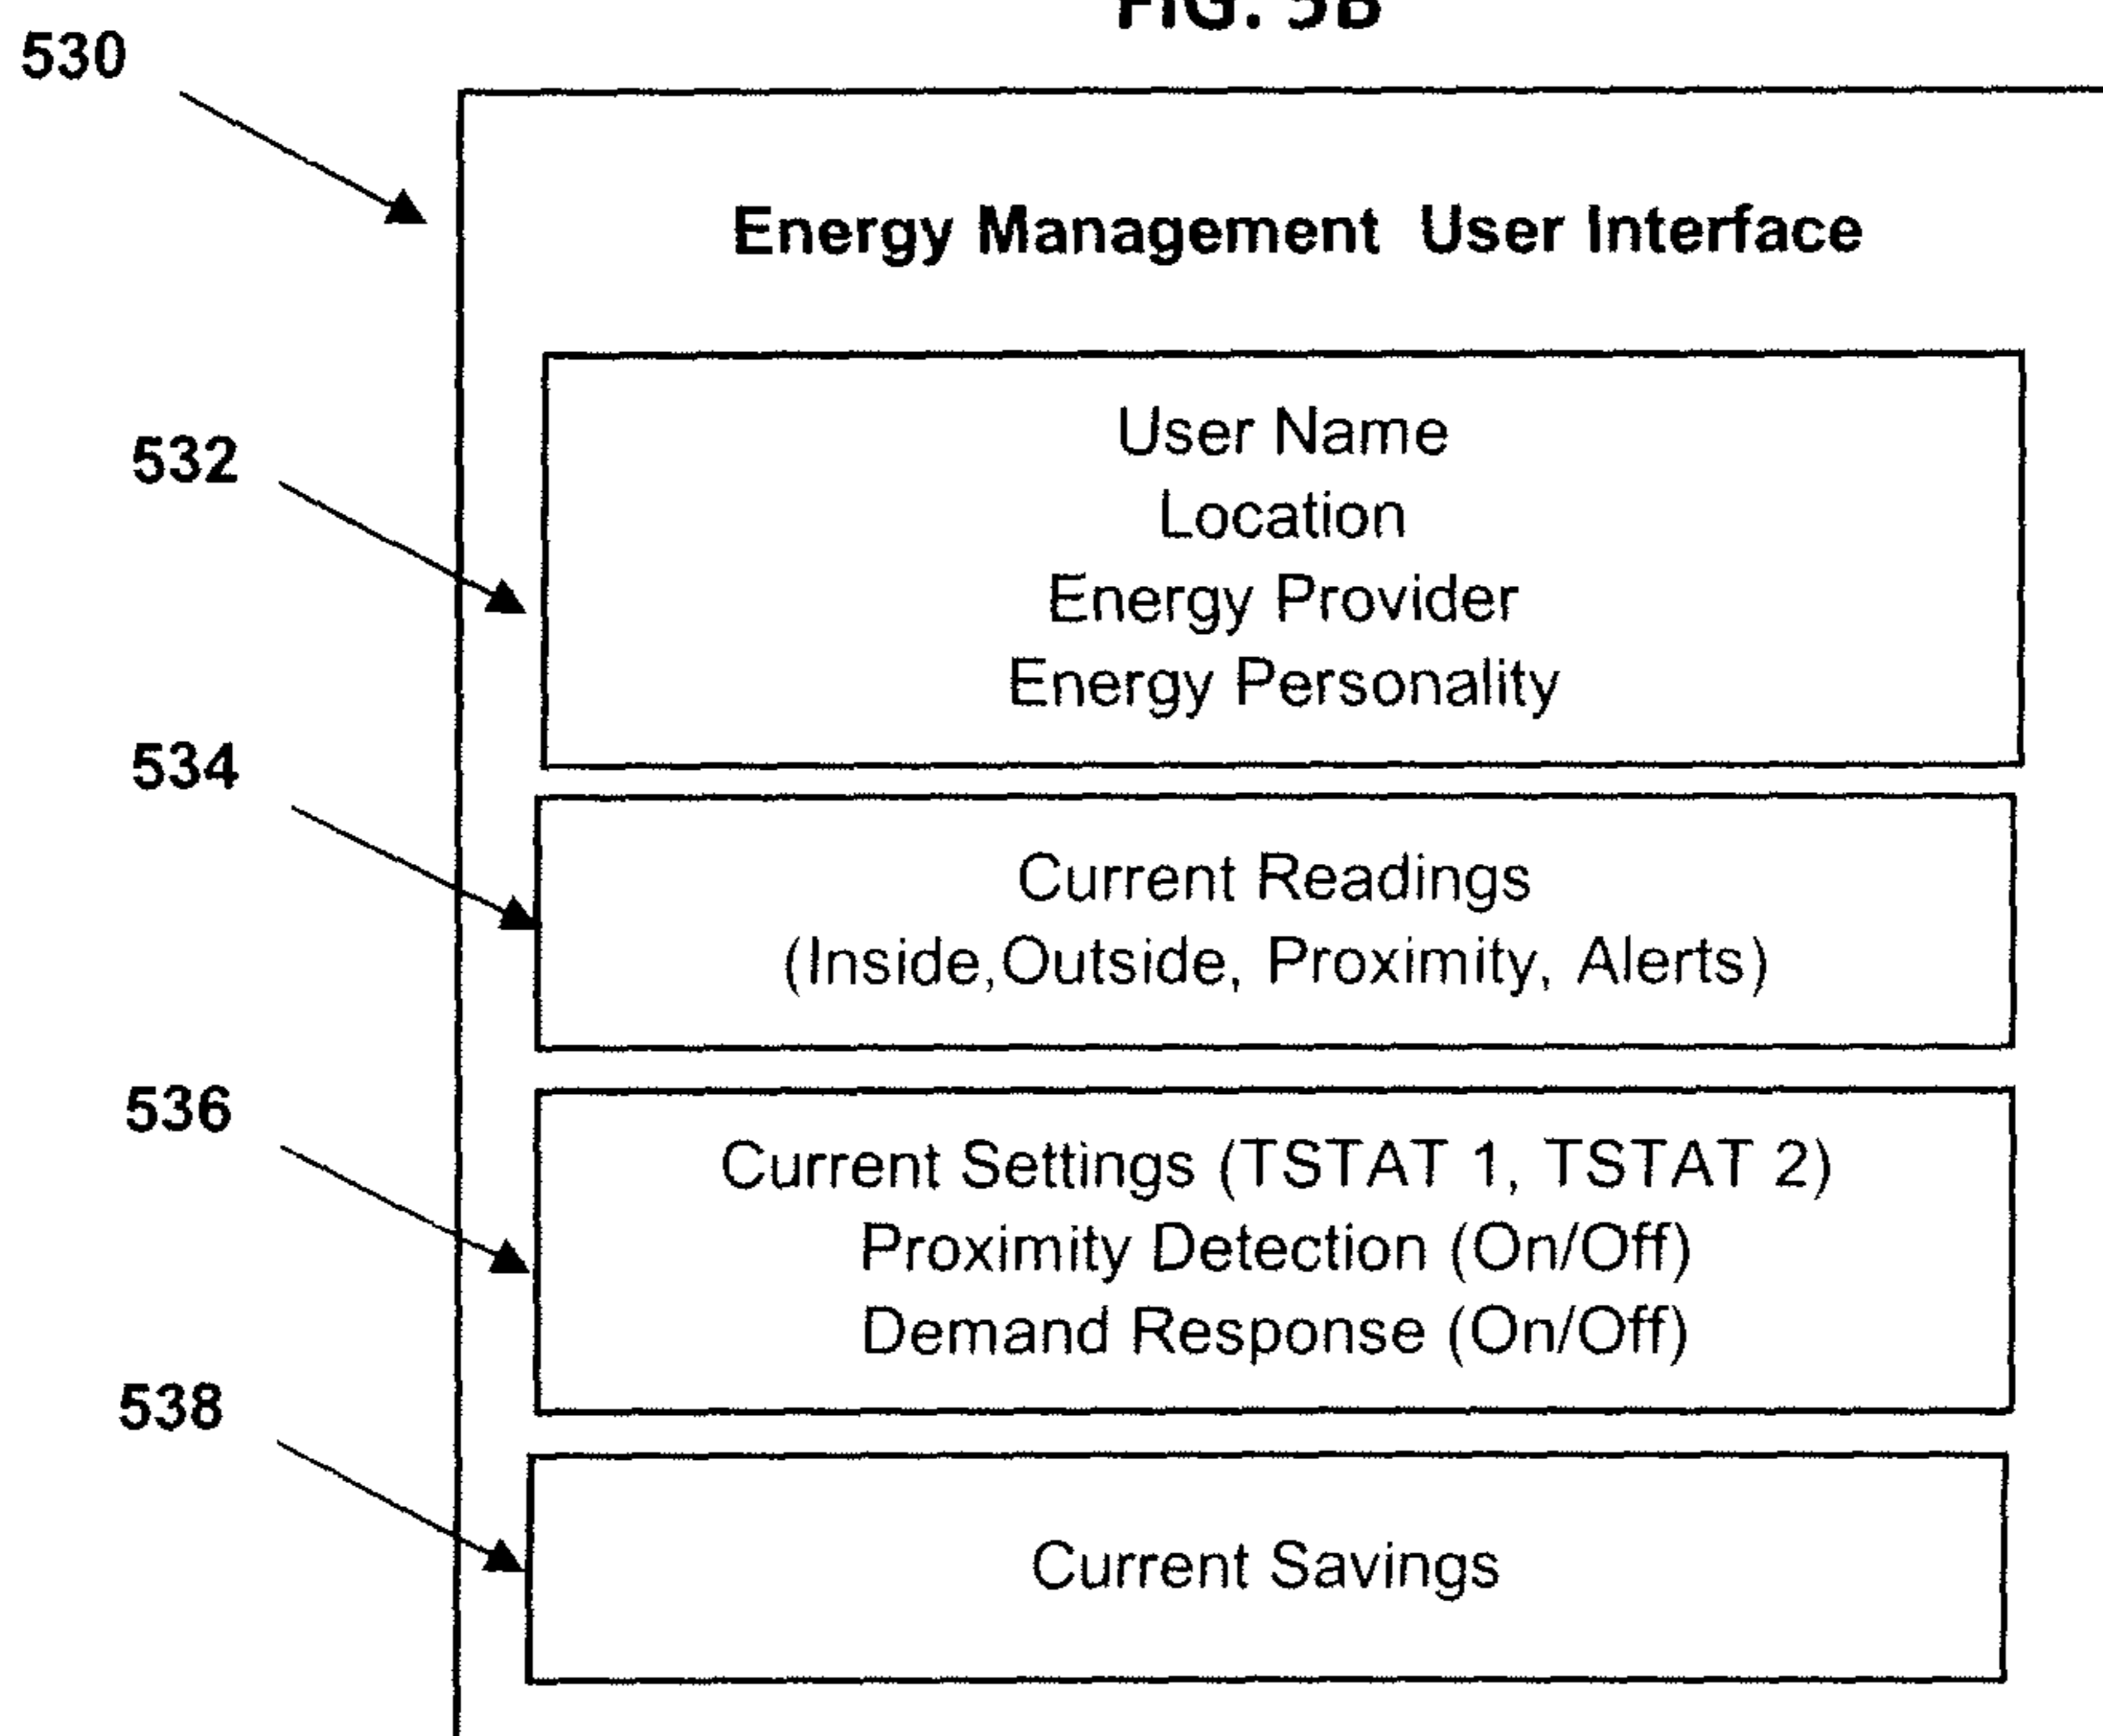 FIG. 5B
530
Energy Management User Interface
532
User Name
Location
Energy Provider
Energy Personality
534
Current Readings
(Inside,Outside, Proximity, Alerts)
536
Current Settings (TSTAT 1, TSTAT 2)
Proximity Detection (On/Off)
Demand Response (On/Off)
538
Current Savings